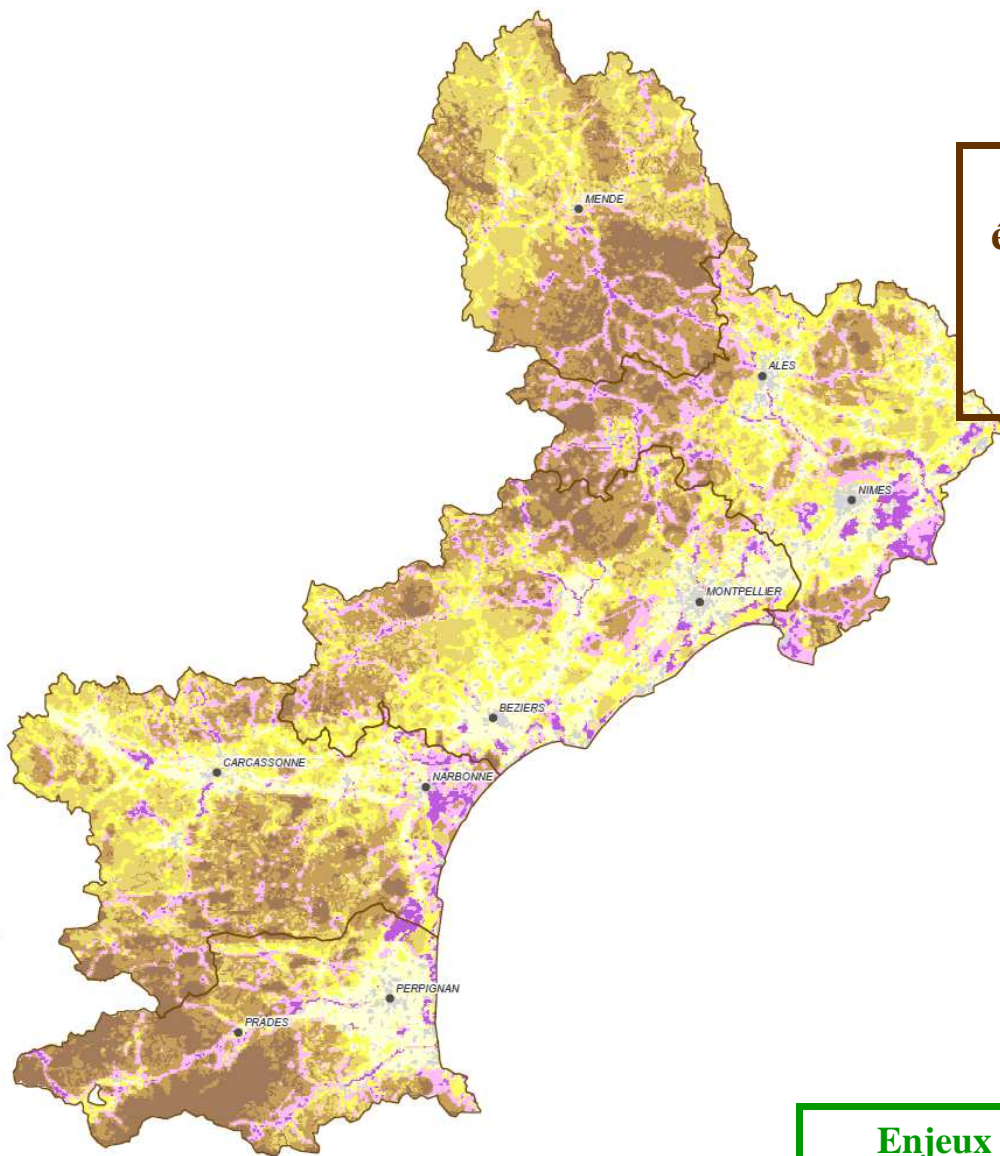 MENDE
é
ALES
NIMES
MONTPELLIER
BEZIERS
CARCASSONNE
NARBONNE
PERPIGNAN
PRADES
Enjeux